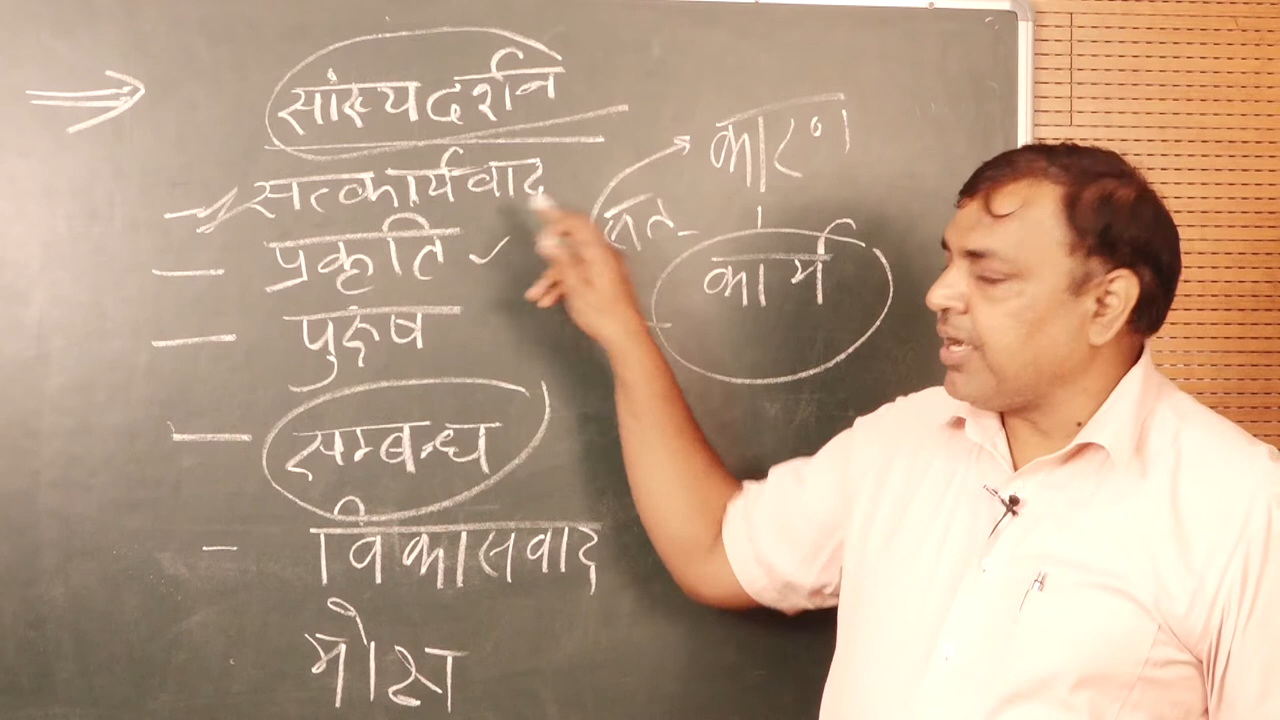 सांख्यदर्शन
सत्कार्यवाद
प्रकृति
पुरुष
सम्बन्ध
विकासवाद
मोक्ष
कारण
कार्य